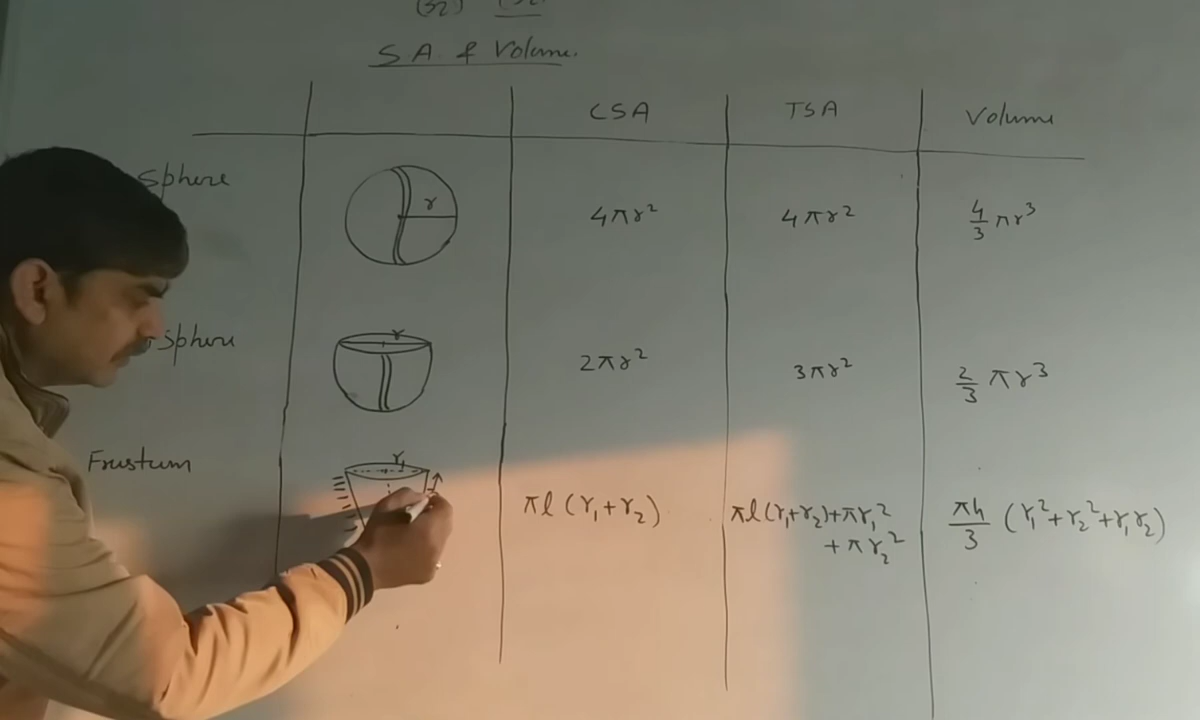 S A & Volume.
CSA TSA Volume
Sphere r 4πr² 4πr² 4/3 πr³
Sphere r 2πr² 3πr² 2/3 πr³
Frustum r₁ πl (r₁+r₂) πl(r₁+r₂)+πr₁² πh/3 (r₁²+r₂²+r₁r₂)
+πr₂²